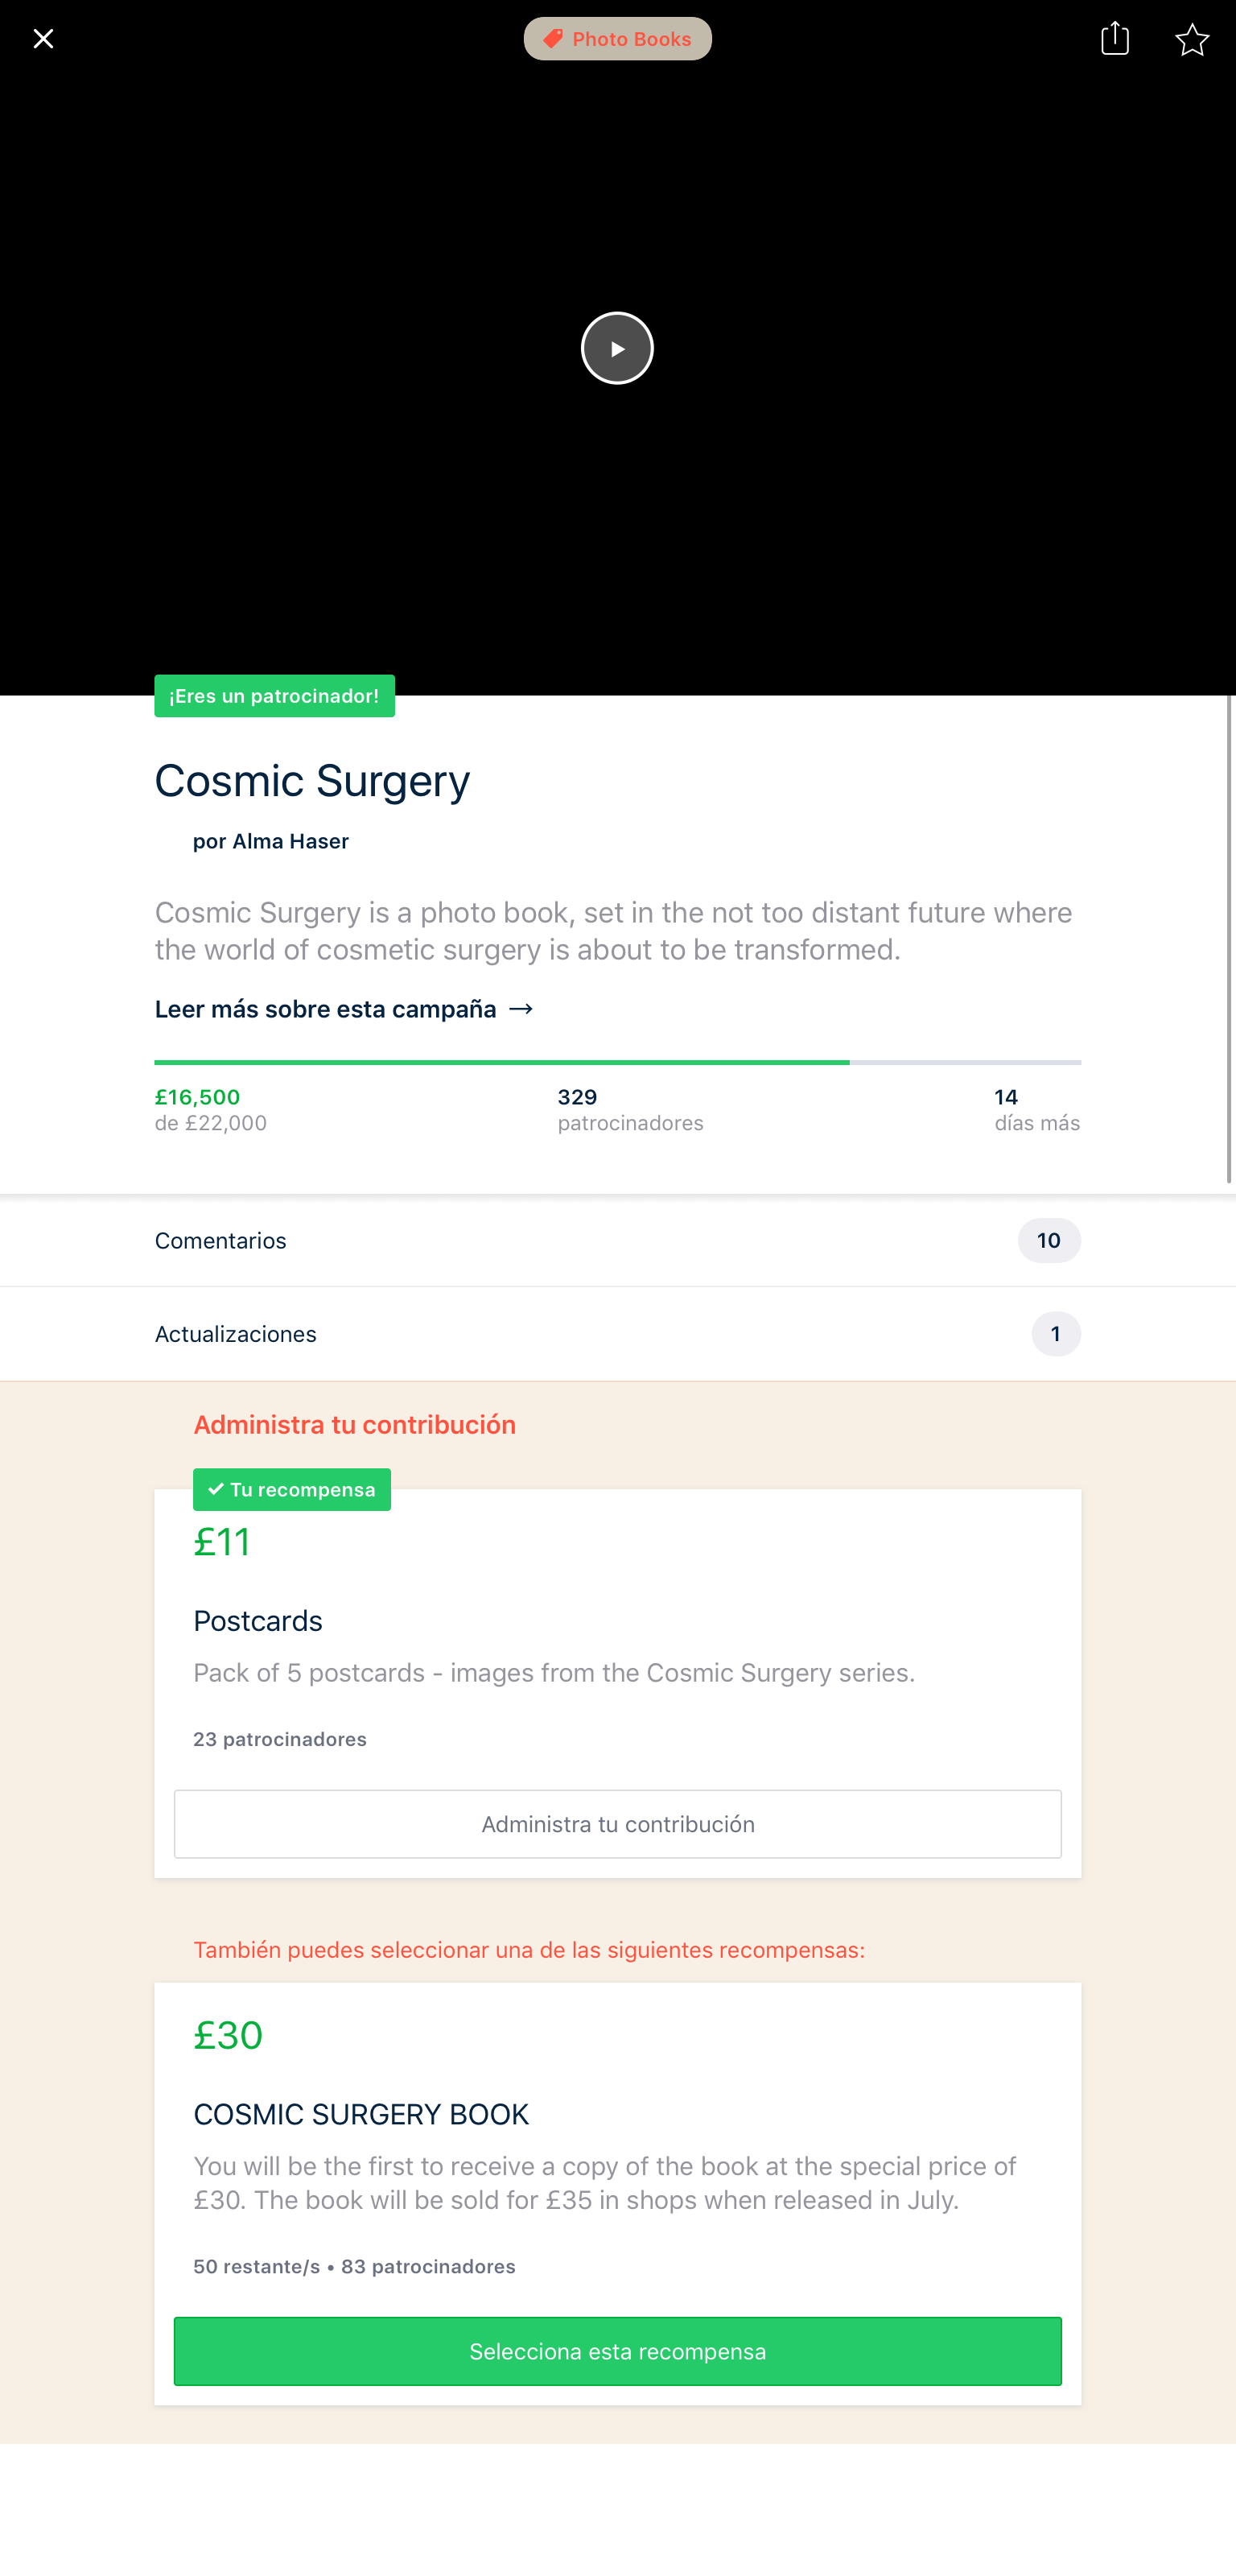 Photo Books
¡Eres un patrocinador!
Cosmic Surgery
por Alma Haser
Cosmic Surgery is a photo book, set in the not too distant future where
the world of cosmetic surgery is about to be transformed.
Leer más sobre esta campaña →
£16,500
de £22,000
329
patrocinadores
14
días más
Comentarios
10
Actualizaciones
1
Administra tu contribución
Tu recompensa
£11
Postcards
Pack of 5 postcards - images from the Cosmic Surgery series.
23 patrocinadores
Administra tu contribución
También puedes seleccionar una de las siguientes recompensas:
£30
COSMIC SURGERY BOOK
You will be the first to receive a copy of the book at the special price of
£30. The book will be sold for £35 in shops when released in July.
50 restante/s • 83 patrocinadores
Selecciona esta recompensa